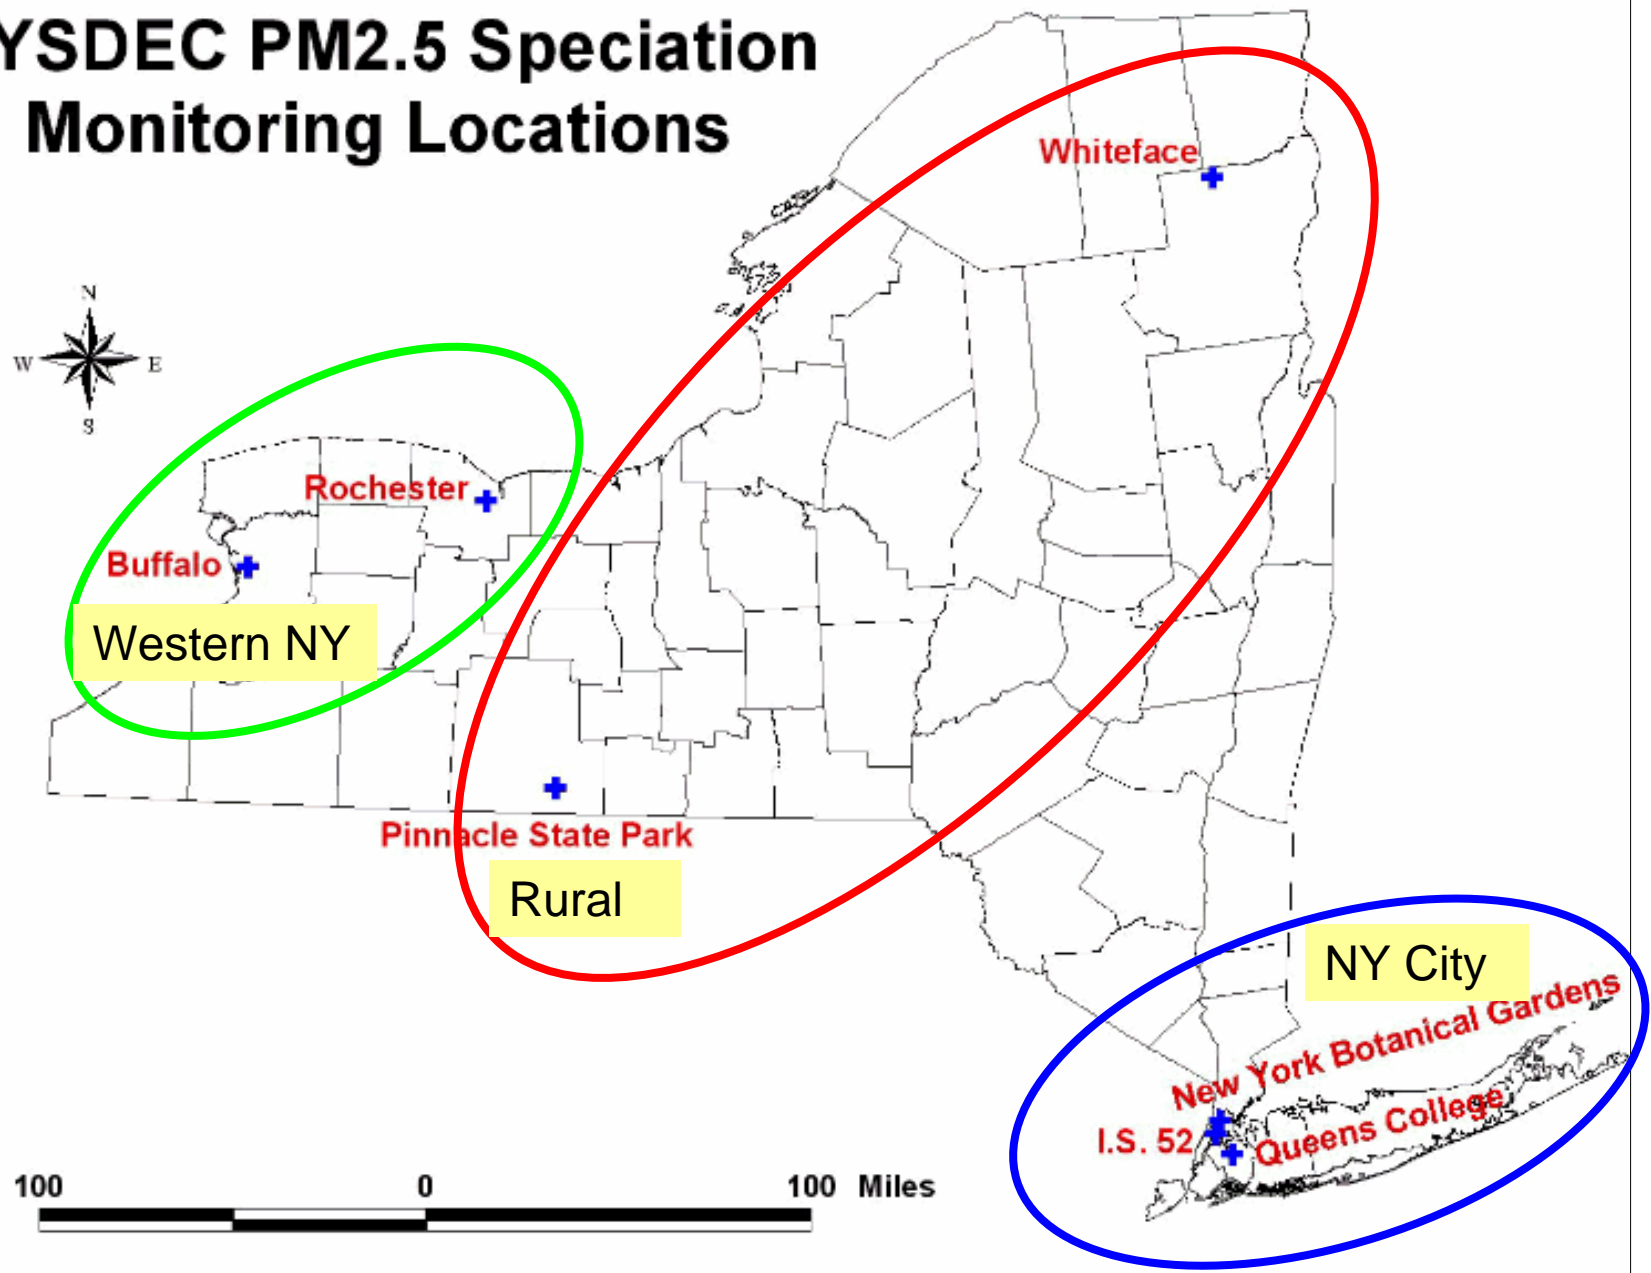 YSDEC PM2.5 Speciation
Monitoring Locations
Whiteface
N
W E
S
Rochester
Buffalo
Western NY
Pinnacle State Park
Rural
NY City
New York Botanical Gardens
I.S. 52
Queens College
100 0 100 Miles